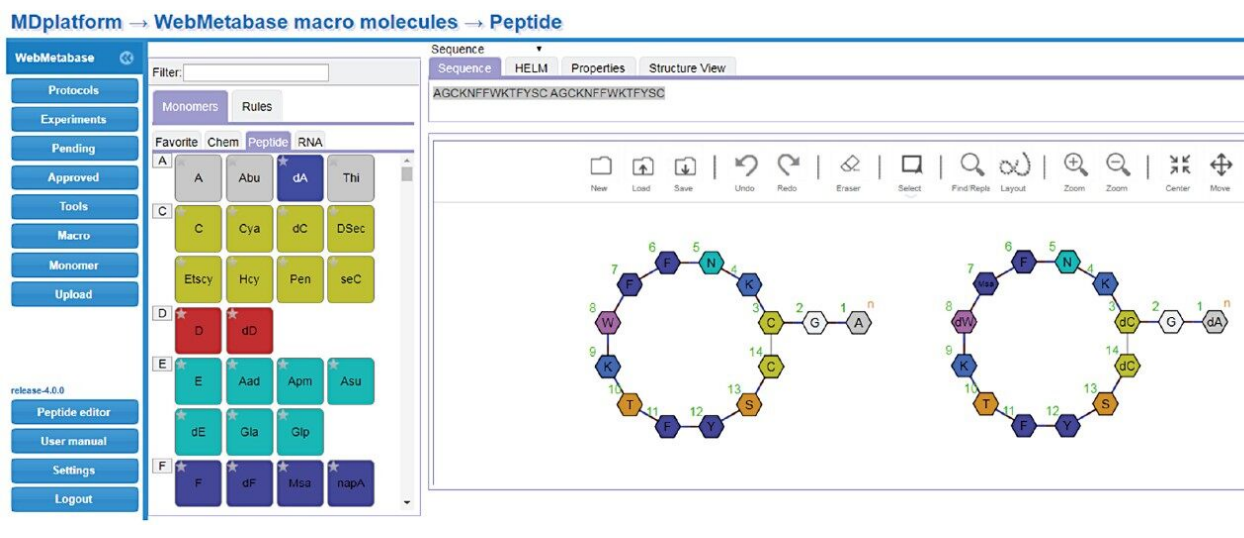 MDplatform → WebMetabase macro molecules → Peptide
WebMetabase
Protocols
Experiments
Pending
Approved
Tools
Macro
Monomer
Upload
release-4.0.0
Peptide editor
User manual
Settings
Logout
Filter:
Monomers Rules
Favorite Chem Peptide RNA
A
A Abu dA Thi
C
C Cya dC DSec
Etscy Hcy Pen seC
D
D dD
E
E Aad Apm Asu
dE Gla Glp
F
F dF Msa napA
Sequence
Sequence HELM Properties Structure View
AGCKNFFWKTFYSC AGCKNFFWKTFYSC
New Load Save Undo Redo Eraser Select Find/Repla Layout Zoom Zoom Center Move
6 5
F N
7 4
F K
8 3 2 1 n
W C G A
9 14
K C
10 13
T S
11 12
F Y
6 5
F N
7 4
Msa K
8 3 2 1 n
dW dC G dA
9 14
K dC
10 13
T S
11 12
F Y